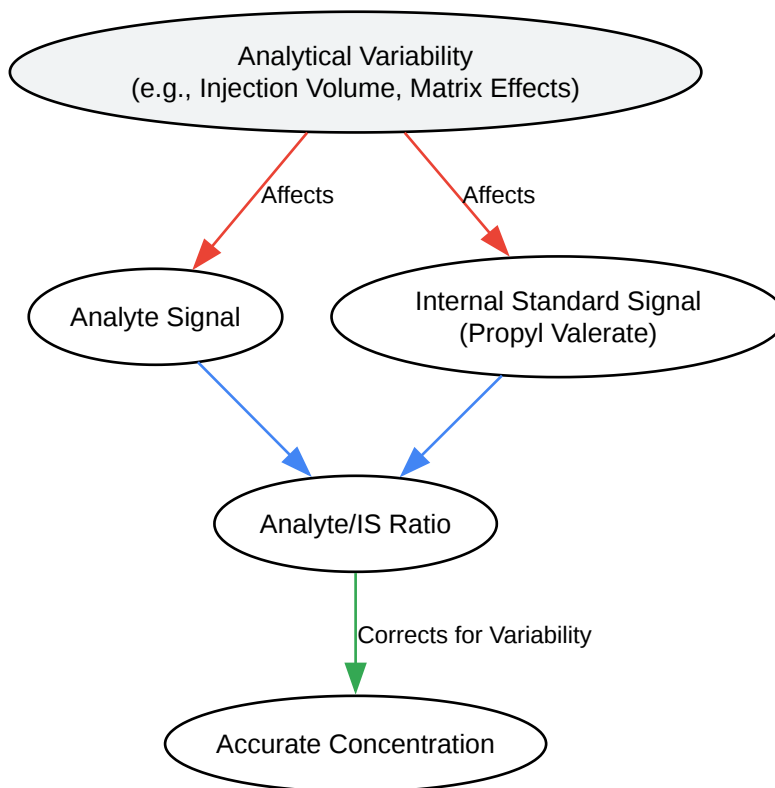 Analytical Variability
(e.g., Injection Volume, Matrix Effects)
Affects
Affects
Analyte Signal
Internal Standard Signal
(Propyl Valerate)
Analyte/IS Ratio
Corrects for Variability
Accurate Concentration